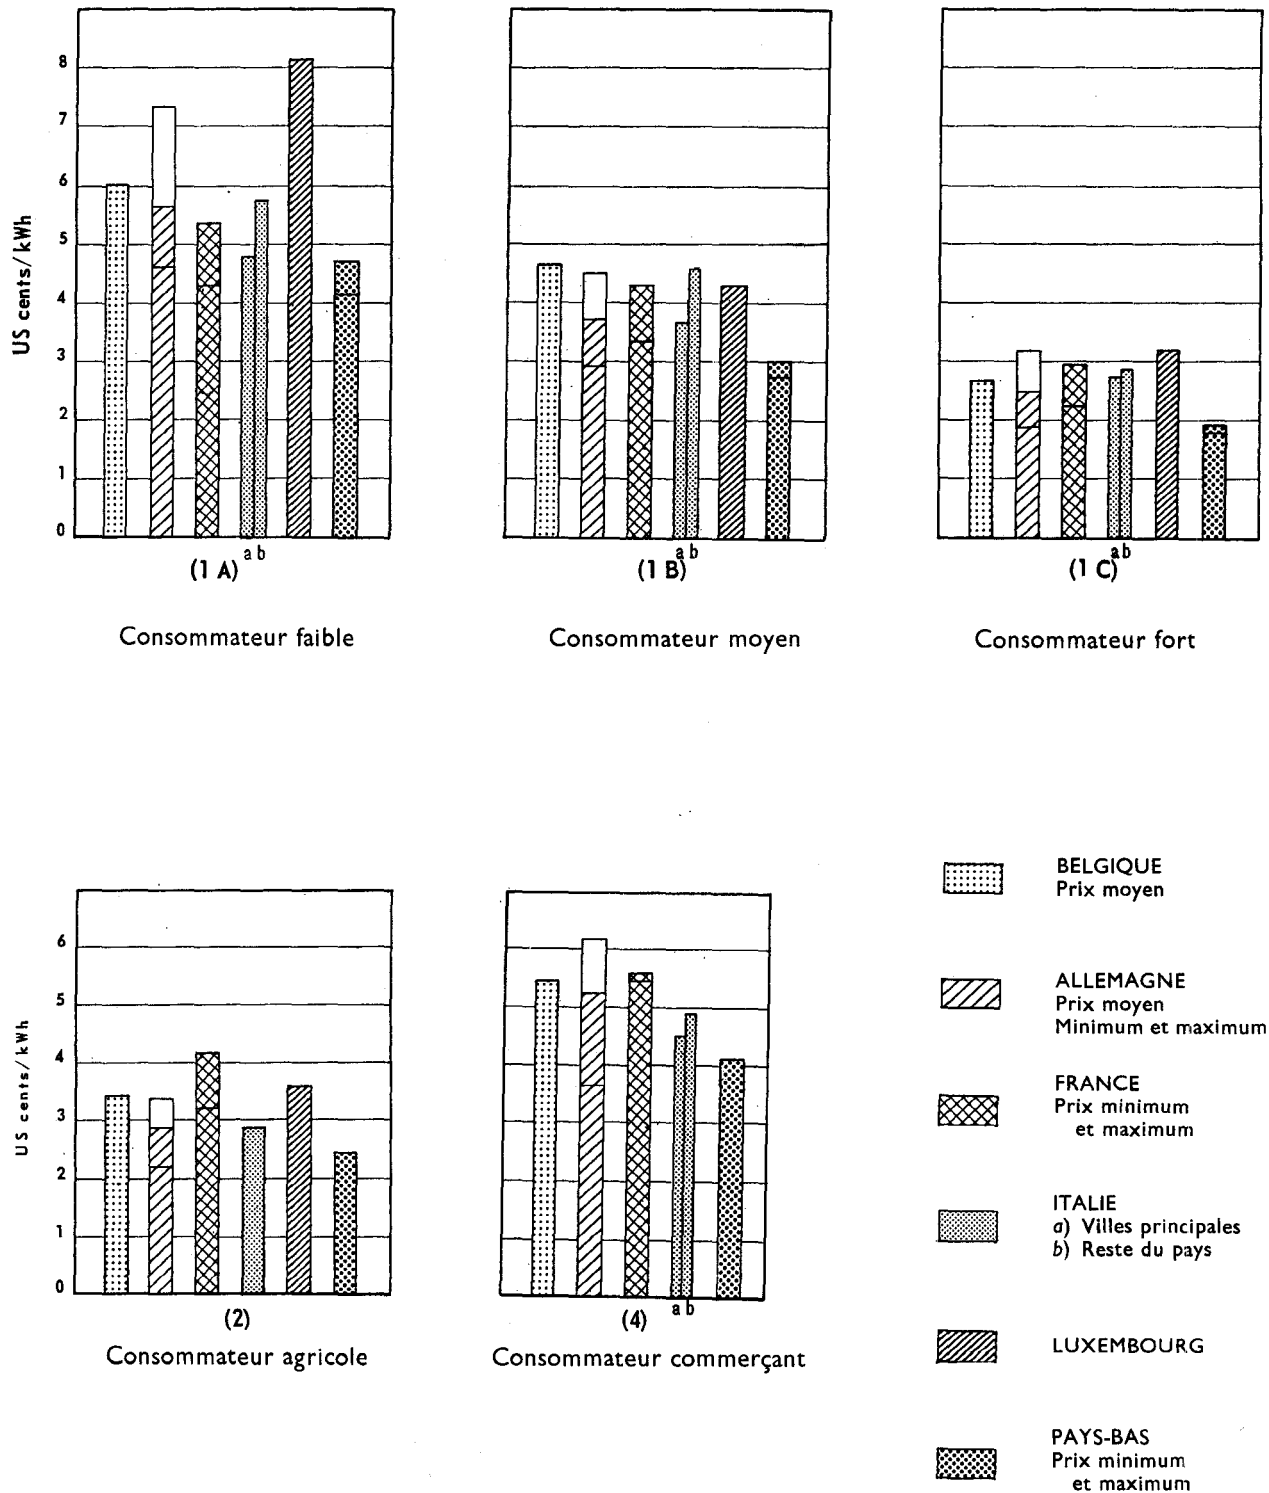 8
7
6
5
4
3
2
1
0
US cents/kWh
a b
a b
a b
(1 A)
(1 B)
(1 C)
Consommateur faible
Consommateur moyen
Consommateur fort
6
5
4
3
2
1
0
US cents/kWh
a b
(2)
(4)
Consommateur agricole
Consommateur commerçant
BELGIQUE
Prix moyen
ALLEMAGNE
Prix moyen
Minimum et maximum
FRANCE
Prix minimum
et maximum
ITALIE
a) Villes principales
b) Reste du pays
LUXEMBOURG
PAYS-BAS
Prix minimum
et maximum